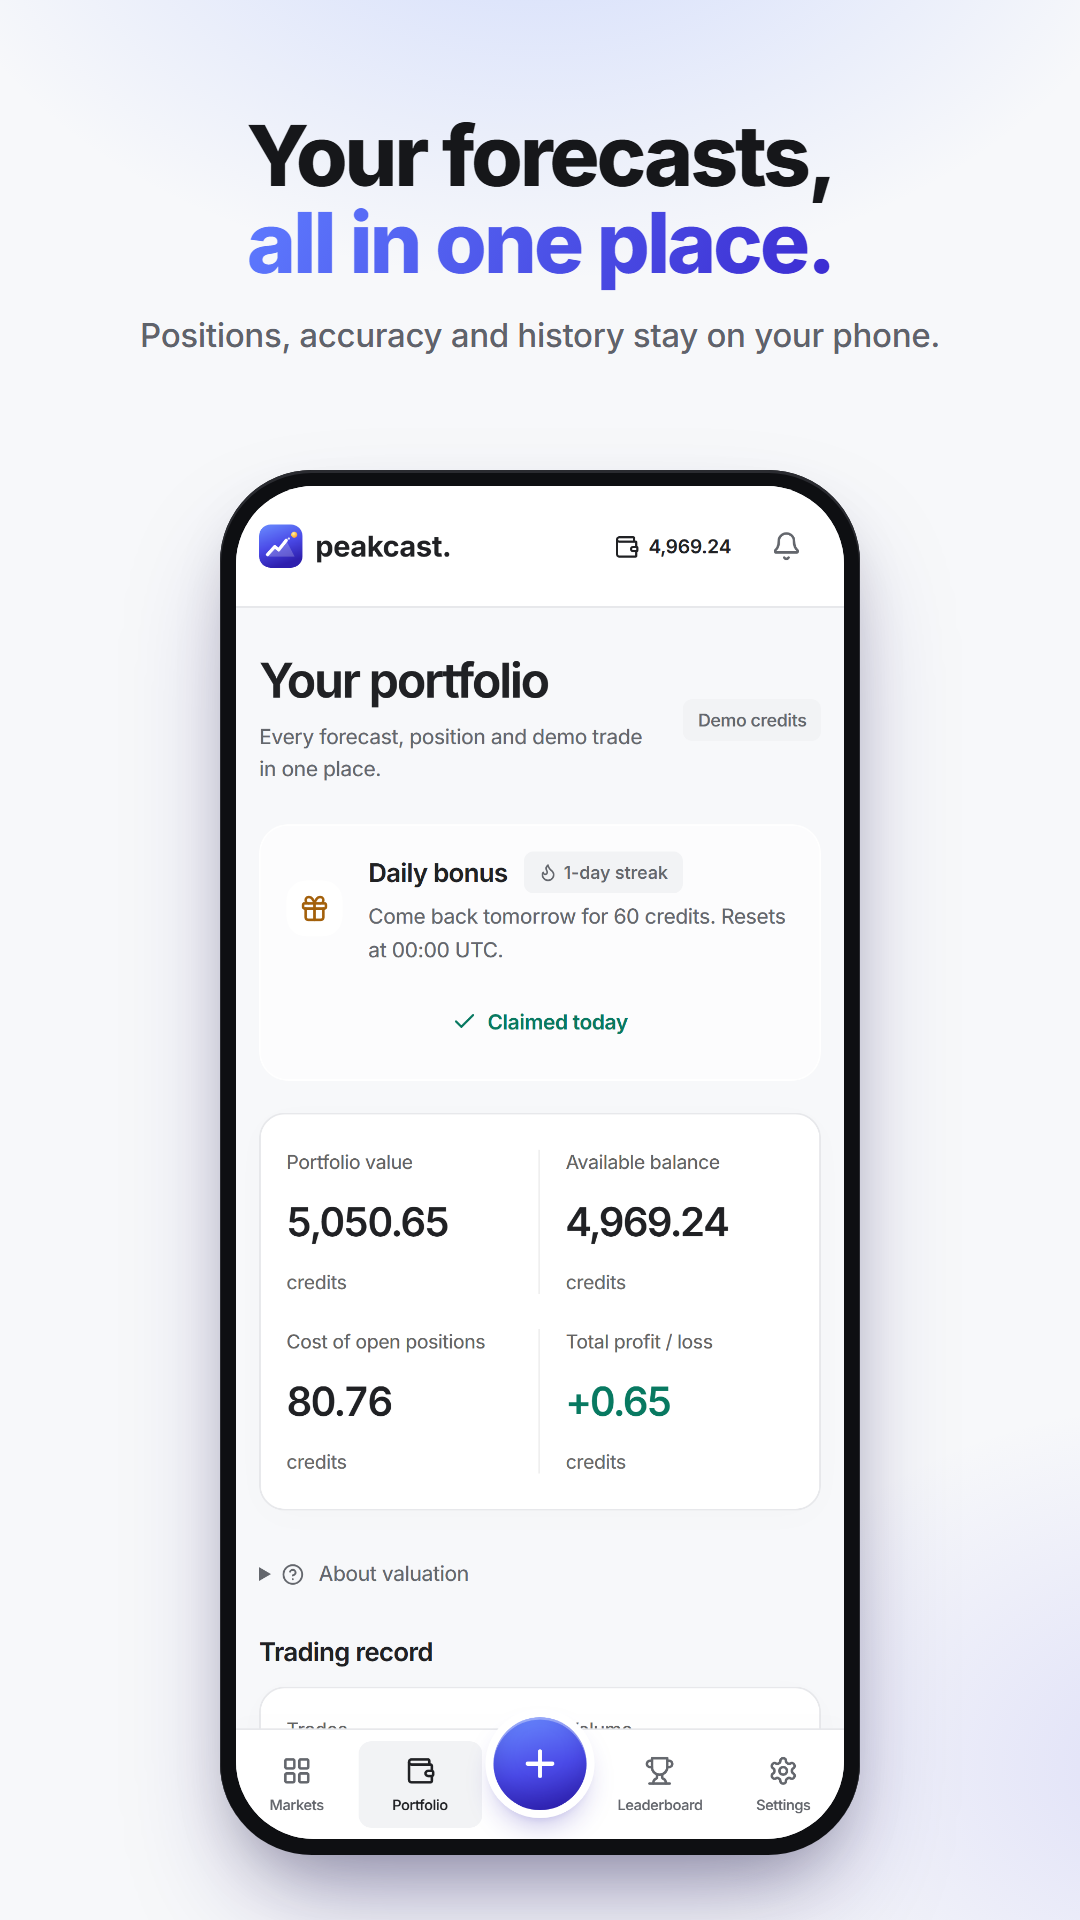 Your forecasts,
all in one place.
Positions, accuracy and history stay on your phone.
peakcast.
4,969.24
Your portfolio
Every forecast, position and demo trade
in one place.
Demo credits
Daily bonus
1-day streak
Come back tomorrow for 60 credits. Resets
at 00:00 UTC.
Claimed today
Portfolio value
Available balance
5,050.65
4,969.24
credits
credits
Cost of open positions
Total profit / loss
80.76
+0.65
credits
credits
About valuation
Trading record
Markets
Portfolio
Leaderboard
Settings